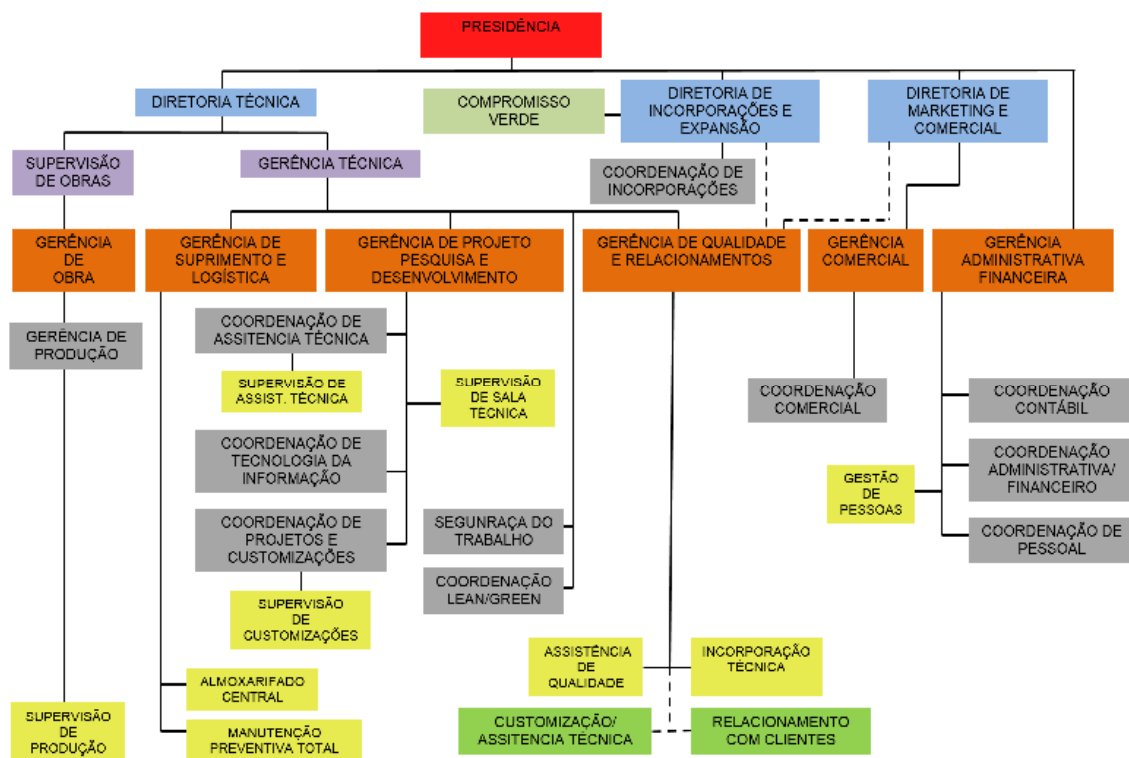 PRESIDÊNCIA
DIRETORIA TÉCNICA
COMPROMISSO
VERDE
DIRETORIA DE
INCORPORAÇÕES E
EXPANSÃO
DIRETORIA DE
MARKETING E
COMERCIAL
SUPERVISÃO
DE OBRAS
GERÊNCIA TÉCNICA
COORDENAÇÃO DE
INCORPORAÇÕES
GERÊNCIA
DE
OBRA
GERÊNCIA DE
SUPRIMENTO E
LOGÍSTICA
GERÊNCIA DE PROJETO
PESQUISA E
DESENVOLVIMENTO
GERÊNCIA DE QUALIDADE
E RELACIONAMENTOS
GERÊNCIA
COMERCIAL
GERÊNCIA
ADMINISTRATIVA
FINANCEIRA
GERÊNCIA DE
PRODUÇÃO
COORDENAÇÃO DE
ASSITENCIA TÉCNICA
SUPERVISÃO DE
ASSIST. TÉCNICA
SUPERVISÃO
DE SALA
TÉCNICA
COORDENAÇÃO
COMERCIAL
COORDENAÇÃO
CONTÁBIL
COORDENAÇÃO DE
TECNOLOGIA DA
INFORMAÇÃO
COORDENAÇÃO
ADMINISTRATIVA/
FINANCEIRO
GESTÃO
DE
PESSOAS
COORDENAÇÃO DE
PROJETOS E
CUSTOMIZAÇÕES
SEGUNRAÇA DO
TRABALHO
COORDENAÇÃO DE
PESSOAL
COORDENAÇÃO
LEAN/GREEN
SUPERVISÃO
DE
CUSTOMIZAÇÕES
ASSISTÊNCIA
DE
QUALIDADE
INCORPORAÇÃO
TÉCNICA
ALMOXARIFADO
CENTRAL
SUPERVISÃO
DE
PRODUÇÃO
MANUTENÇÃO
PREVENTIVA TOTAL
CUSTOMIZAÇÃO/
ASSITENCIA TÉCNICA
RELACIONAMENTO
COM CLIENTES